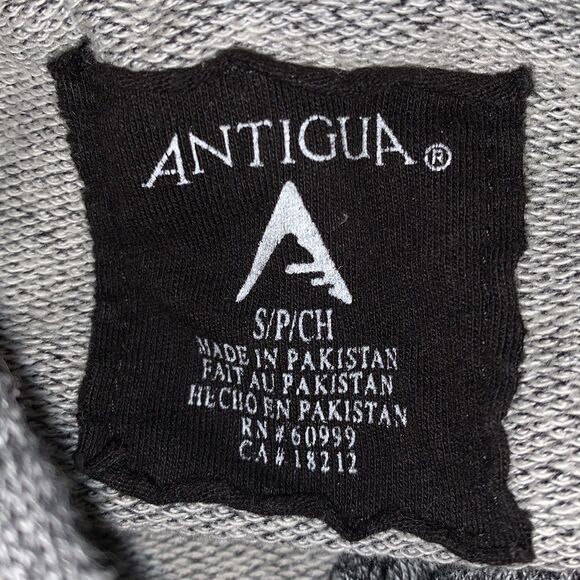 ANTIGUA®
S/P/CH
MADE IN PAKISTAN
FAIT AU PAKISTAN
HECHO EN PAKISTAN
RN#60999
CA#18212